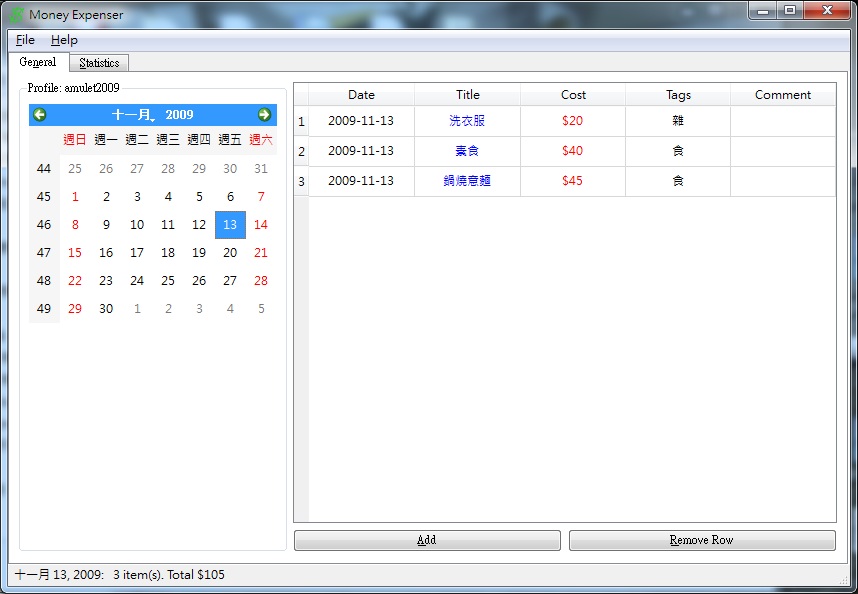 Money Expenser
File Help
General Statistics
Profile: amulet2009
十一月, 2009
週日 週一 週二 週三 週四 週五 週六
44 25 26 27 28 29 30 31
45 1 2 3 4 5 6 7
46 8 9 10 11 12 13 14
47 15 16 17 18 19 20 21
48 22 23 24 25 26 27 28
49 29 30 1 2 3 4 5
Date Title Cost Tags Comment
1 2009-11-13 洗衣服 $20 雜
2 2009-11-13 素食 $40 食
3 2009-11-13 鍋燒意麵 $45 食
Add Remove Row
十一月 13, 2009: 3 item(s). Total $105